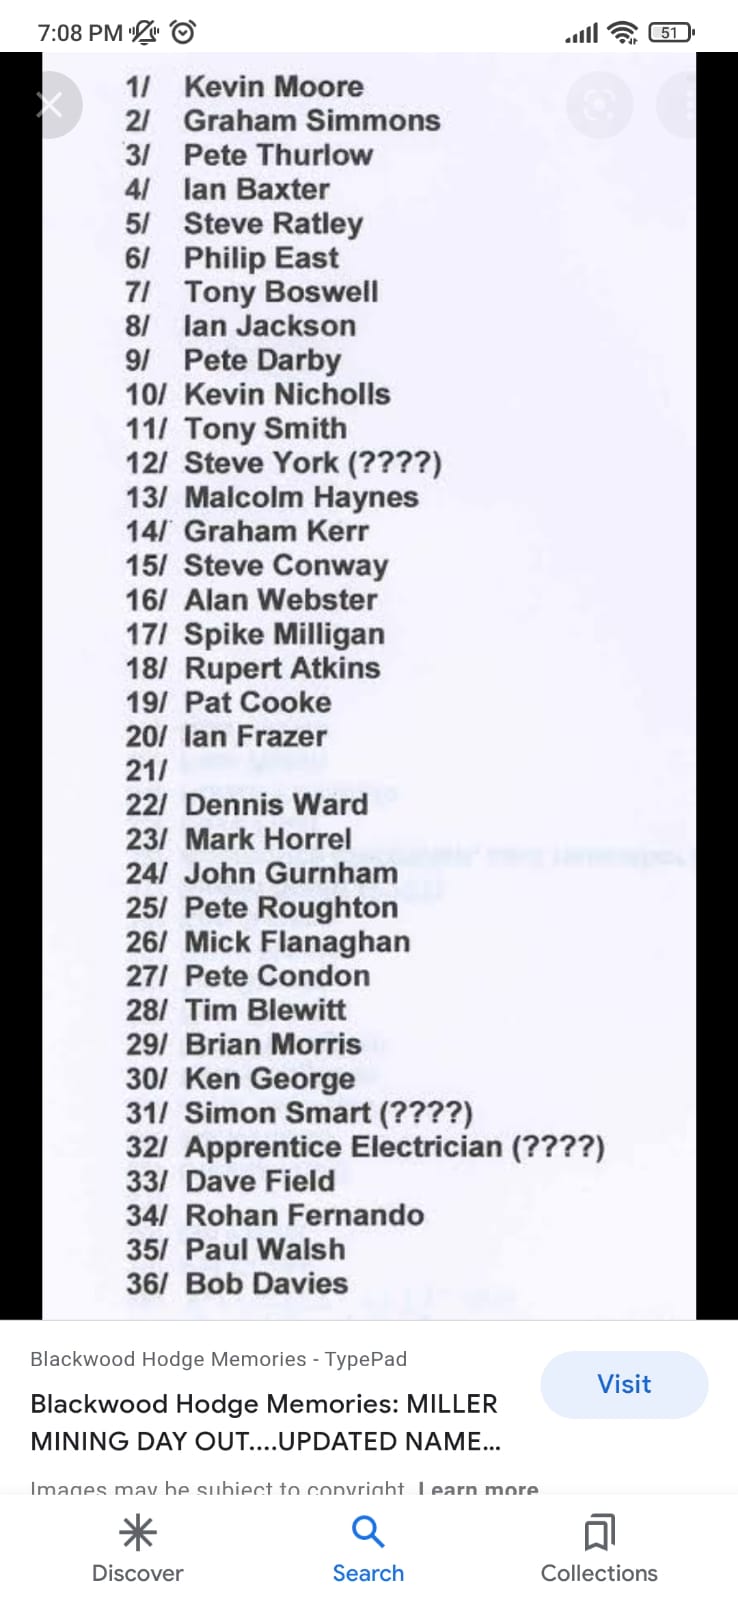 7:08 PM
51
1/ Kevin Moore
2/ Graham Simmons
3/ Pete Thurlow
4/ Ian Baxter
5/ Steve Ratley
6/ Philip East
7/ Tony Boswell
8/ Ian Jackson
9/ Pete Darby
10/ Kevin Nicholls
11/ Tony Smith
12/ Steve York (????)
13/ Malcolm Haynes
14/ Graham Kerr
15/ Steve Conway
16/ Alan Webster
17/ Spike Milligan
18/ Rupert Atkins
19/ Pat Cooke
20/ Ian Frazer
21/
22/ Dennis Ward
23/ Mark Horrel
24/ John Gurnham
25/ Pete Roughton
26/ Mick Flanaghan
27/ Pete Condon
28/ Tim Blewitt
29/ Brian Morris
30/ Ken George
31/ Simon Smart (????)
32/ Apprentice Electrician (????)
33/ Dave Field
34/ Rohan Fernando
35/ Paul Walsh
36/ Bob Davies
Blackwood Hodge Memories - TypePad
Visit
Blackwood Hodge Memories: MILLER
MINING DAY OUT....UPDATED NAME...
Images may be subject to copyright. Learn more
Discover
Search
Collections